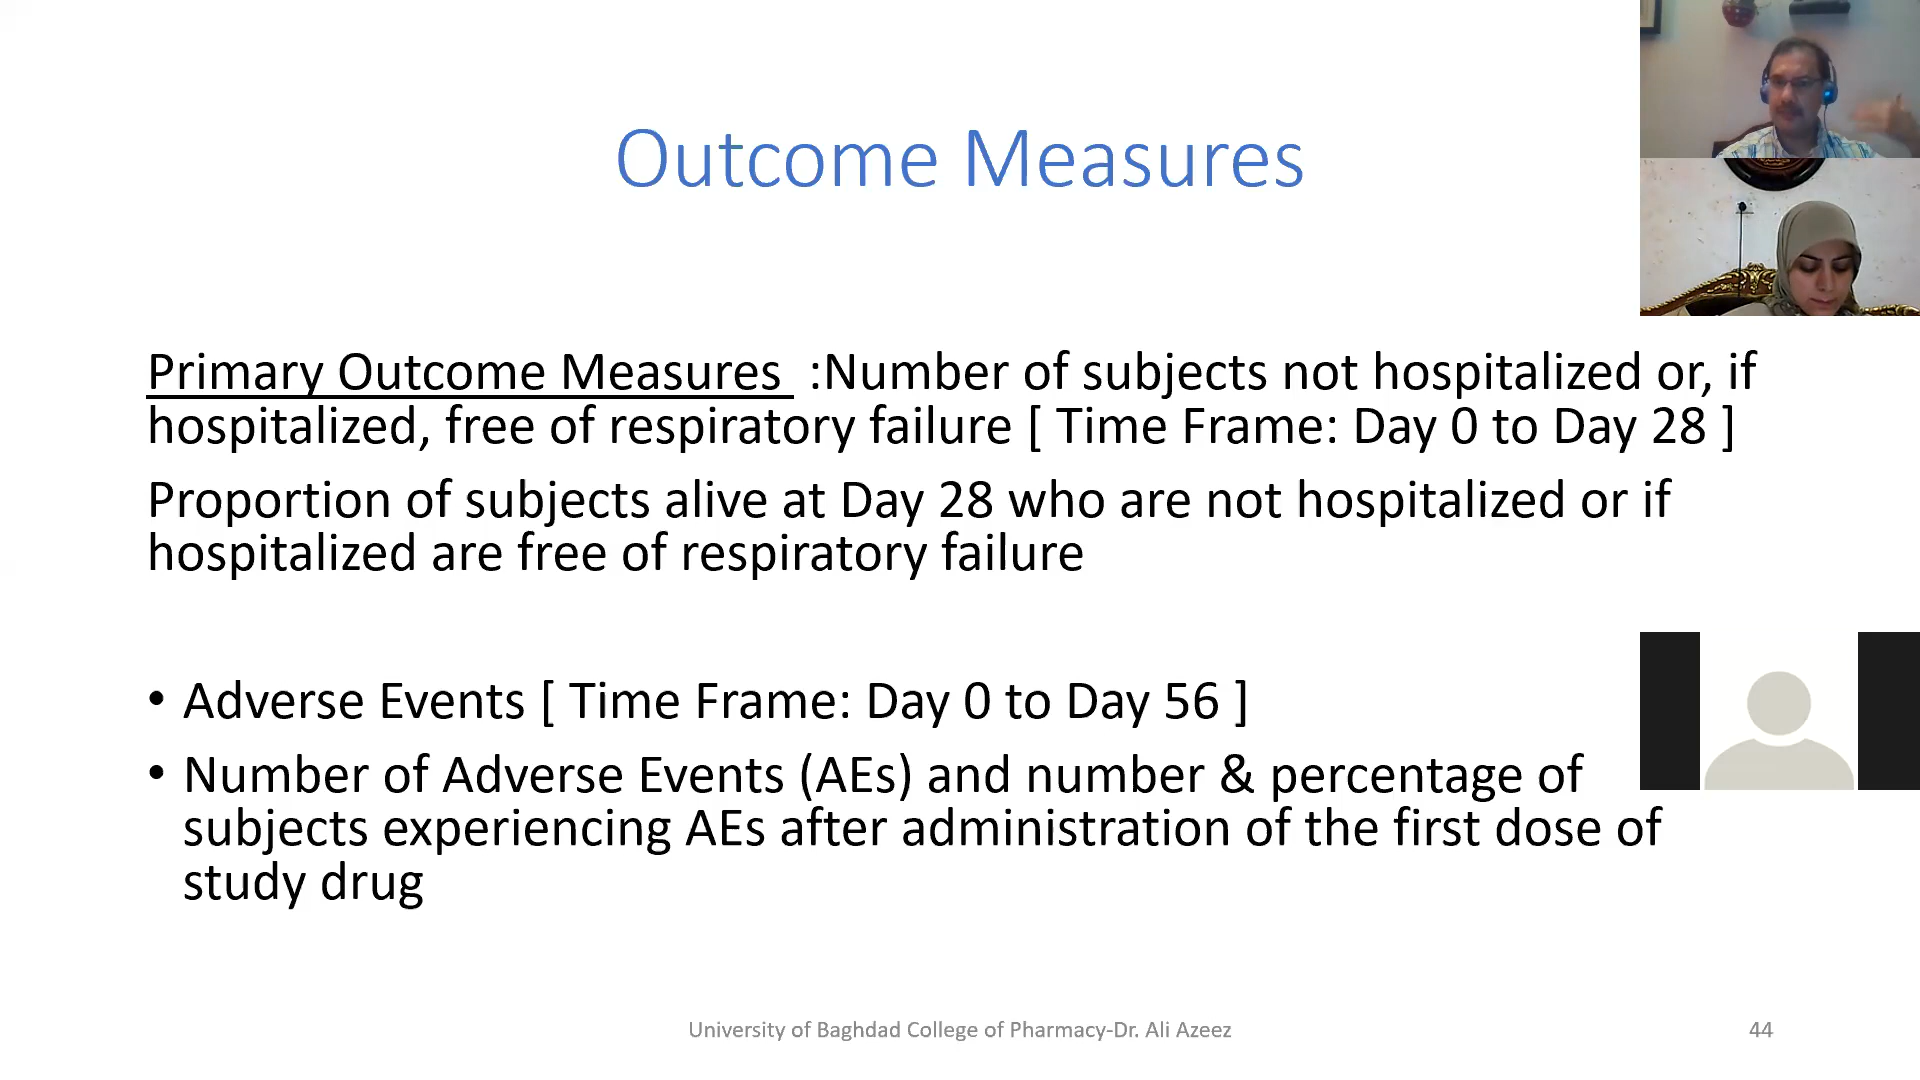 Outcome Measures
Primary Outcome Measures  :Number of subjects not hospitalized or, if
hospitalized, free of respiratory failure [ Time Frame: Day 0 to Day 28 ]
Proportion of subjects alive at Day 28 who are not hospitalized or if
hospitalized are free of respiratory failure
• Adverse Events [ Time Frame: Day 0 to Day 56 ]
• Number of Adverse Events (AEs) and number & percentage of
subjects experiencing AEs after administration of the first dose of
study drug
University of Baghdad College of Pharmacy-Dr. Ali Azeez
44